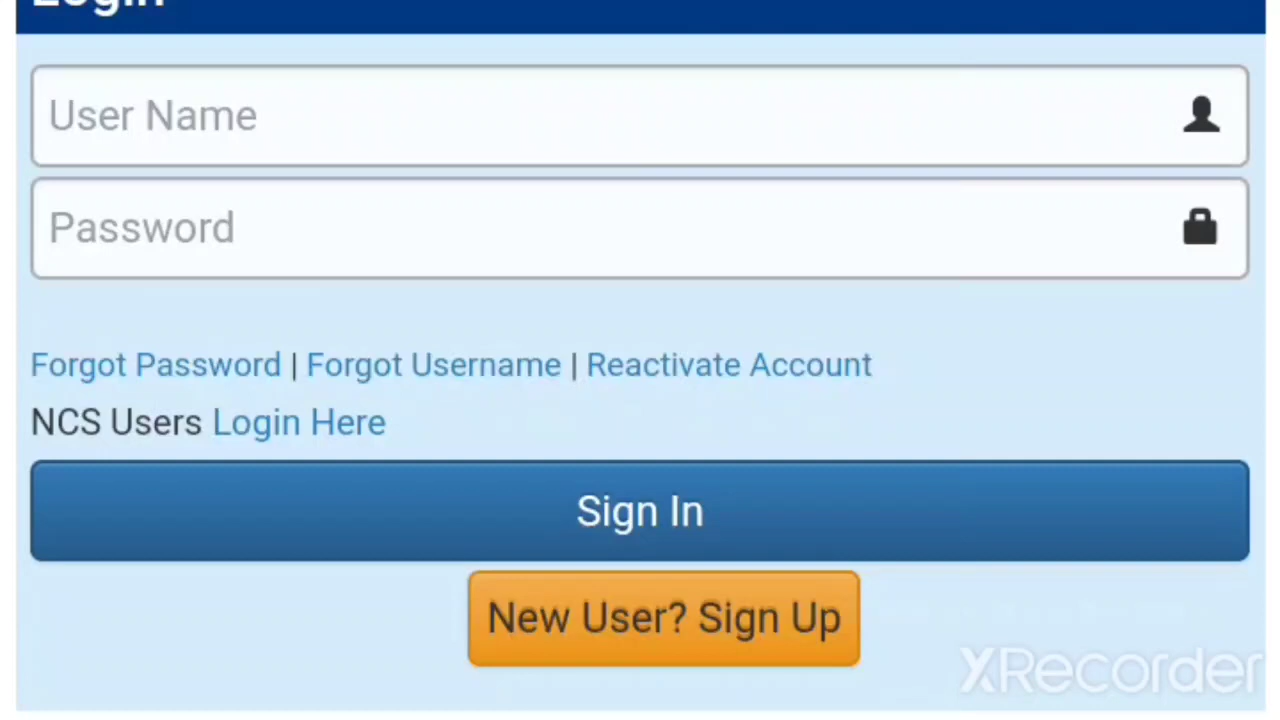 Login
User Name
Password
Forgot Password | Forgot Username | Reactivate Account
NCS Users Login Here
Sign In
New User? Sign Up
XRecorder